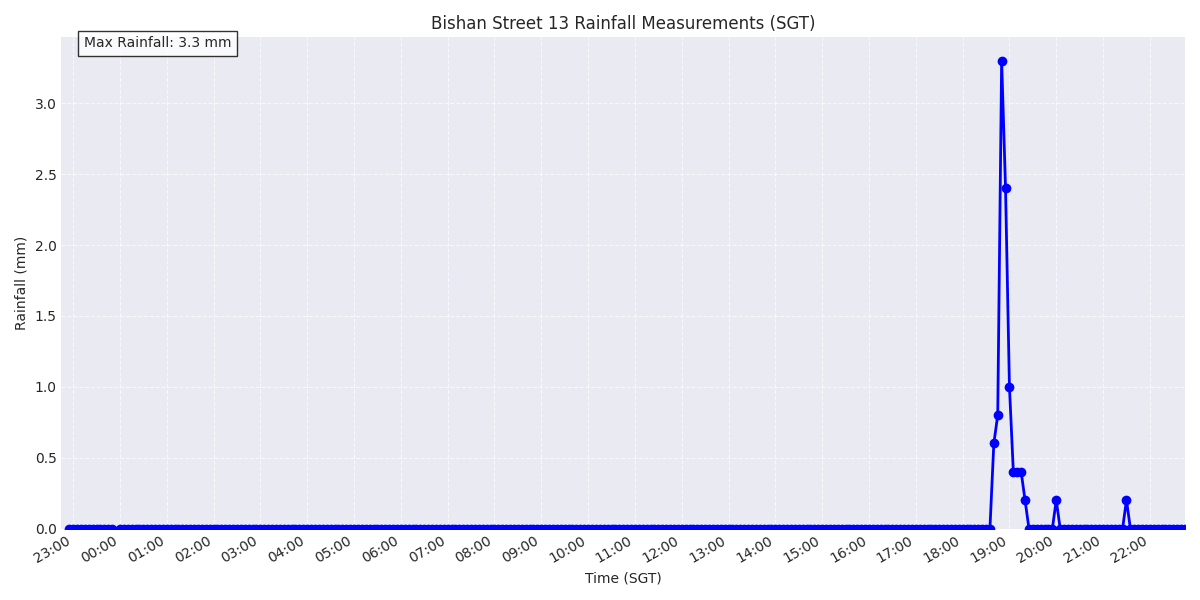 Bishan Street 13 Rainfall Measurements (SGT)
Max Rainfall: 3.3 mm
Rainfall (mm)
3.0
2.5
2.0
1.5
1.0
0.5
0.0
23:00 00:00 01:00 02:00 03:00 04:00 05:00 06:00 07:00 08:00 09:00 10:00 11:00 12:00 13:00 14:00 15:00 16:00 17:00 18:00 19:00 20:00 21:00 22:00
Time (SGT)